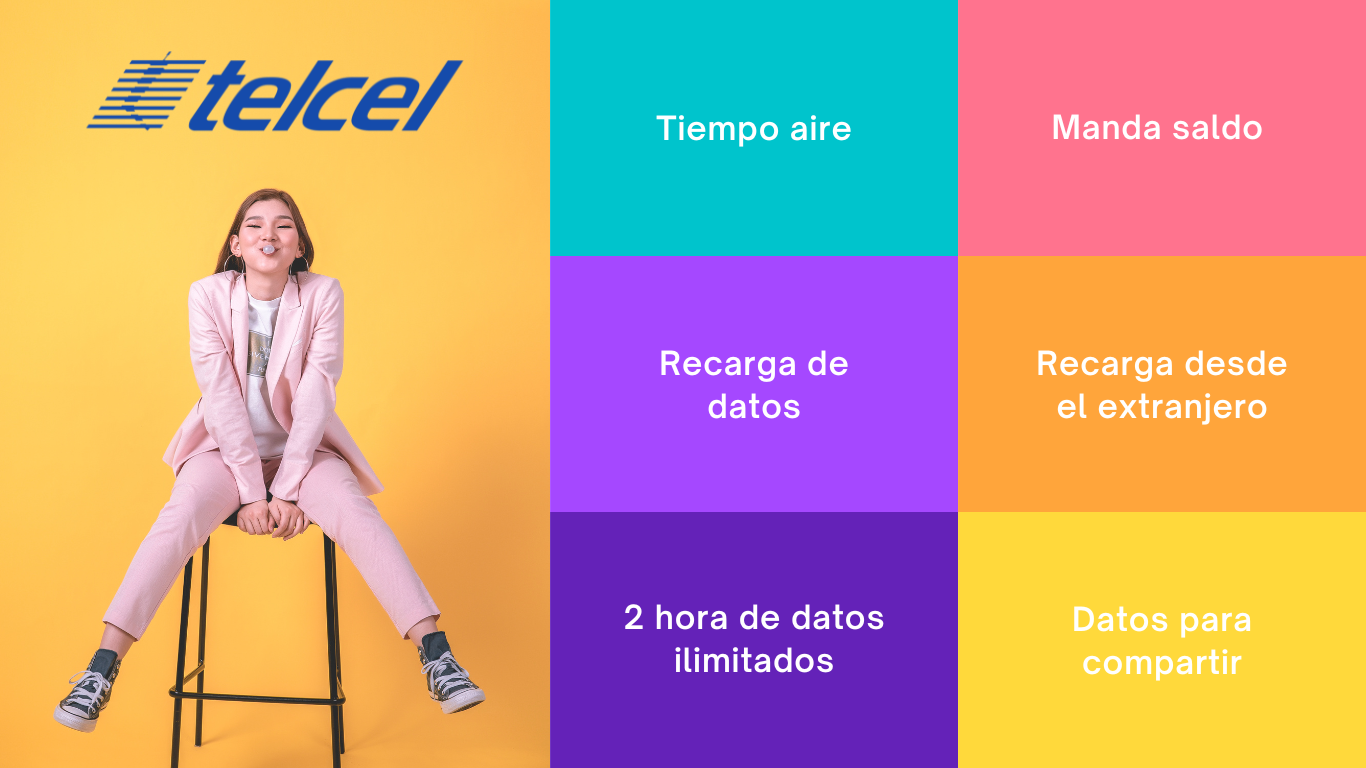 telcel
Tiempo aire
Manda saldo
Recarga de
datos
Recarga desde
el extranjero
2 hora de datos
ilimitados
Datos para
compartir